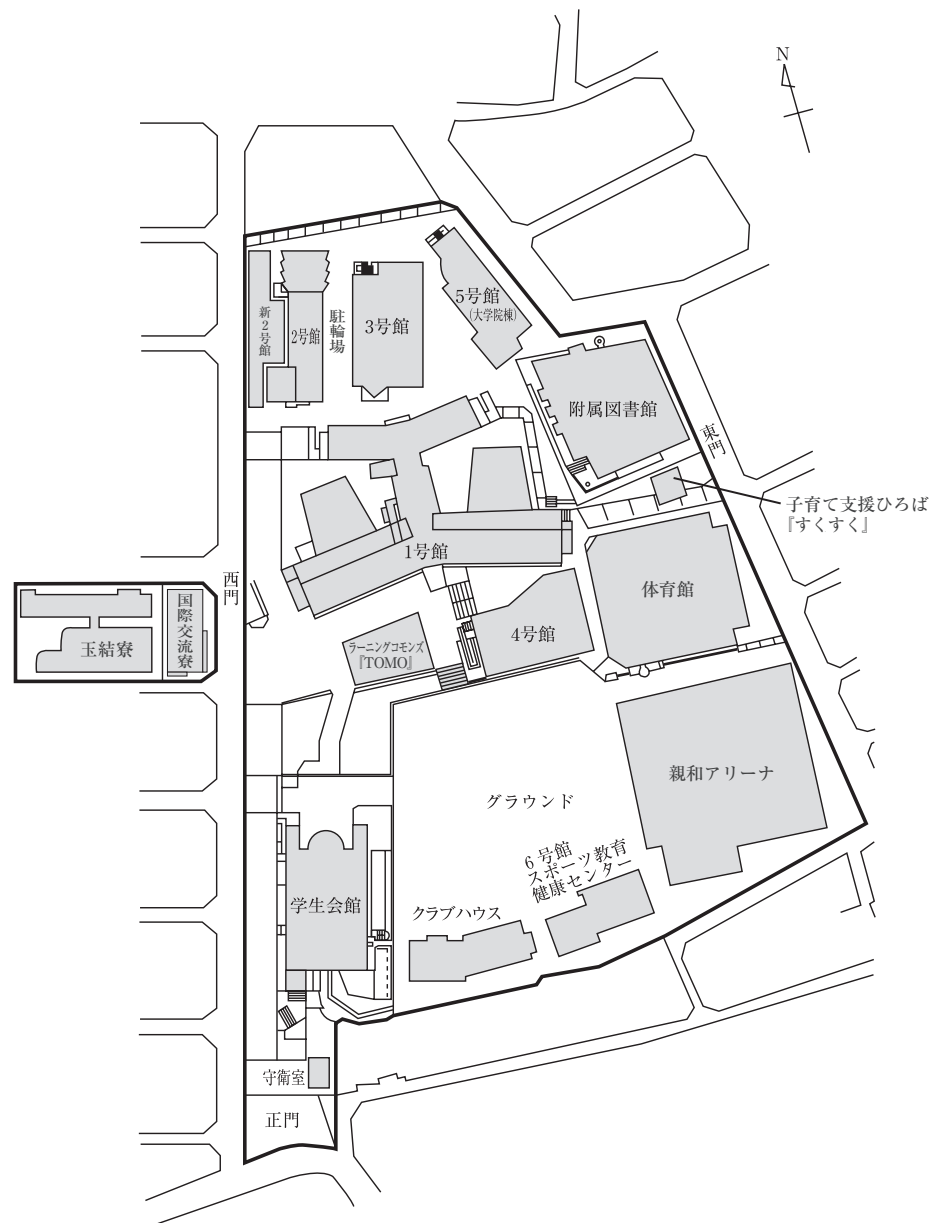 N
5号館
(大学院棟)
新2号館
2号館
駐輪場
3号館
附属図書館
東門
子育て支援ひろば
『すくすく』
1号館
西門
国際交流寮
玉結寮
体育館
4号館
ラーニングコモンズ
『TOMO』
親和アリーナ
グラウンド
6号館
スポーツ教育
健康センター
学生会館
クラブハウス
守衛室
正門